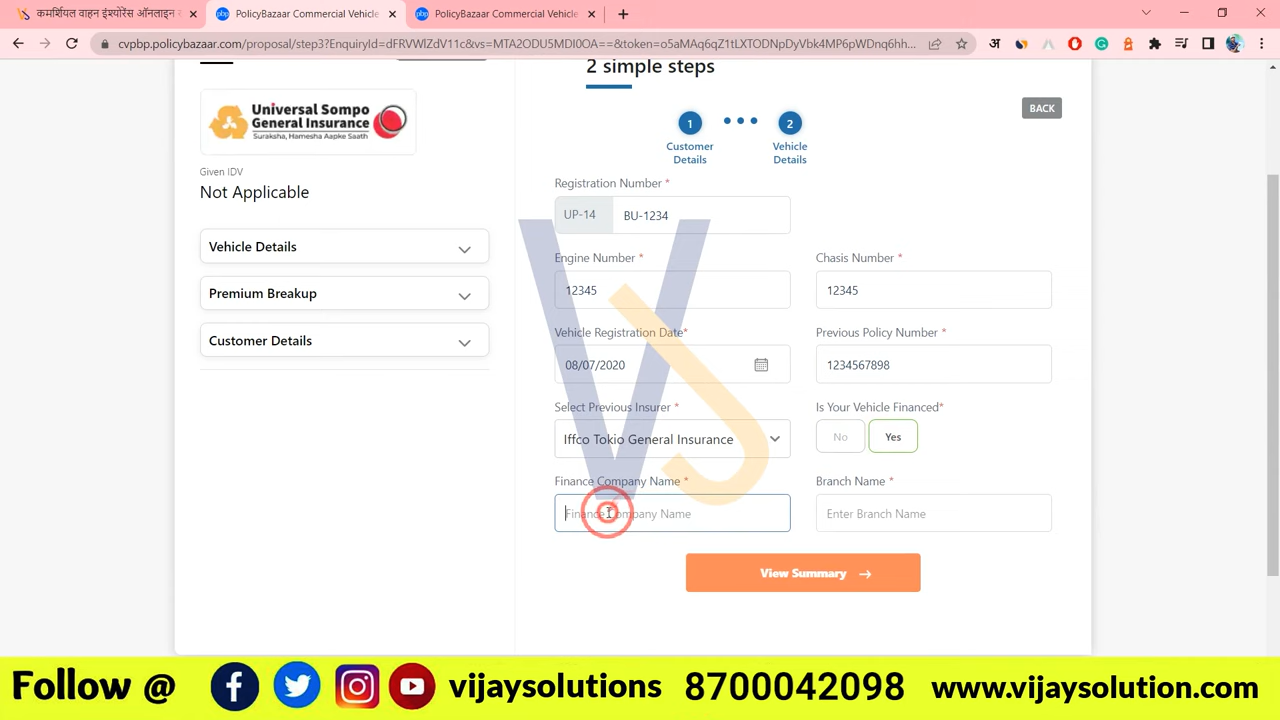 कमर्शियल वाहन इंश्योरेंस ऑनलाइन
PolicyBazaar Commercial Vehicle
PolicyBazaar Commercial Vehicle
cvpbp.policybazaar.com/proposal/step3?EnquiryId=dFRVWlZdV11c&vs=MTA2ODU5MDI0OA==&token=o5aMAq6qZ1tLXTODNpDyVbk4MP6pWDnq6hh...
2 simple steps
Universal Sompo
General Insurance
Suraksha, Hamesha Aapke Saath
BACK
1
2
Customer
Details
Vehicle
Details
Given IDV
Not Applicable
Registration Number *
UP-14
BU-1234
Vehicle Details
Engine Number *
Chasis Number *
12345
12345
Premium Breakup
Vehicle Registration Date*
Previous Policy Number *
Customer Details
08/07/2020
1234567898
Select Previous Insurer *
Is Your Vehicle Financed*
Iffco Tokio General Insurance
No
Yes
Finance Company Name *
Branch Name *
Finance Company Name
Enter Branch Name
View Summary →
Follow @
vijaysolutions
8700042098
www.vijaysolution.com